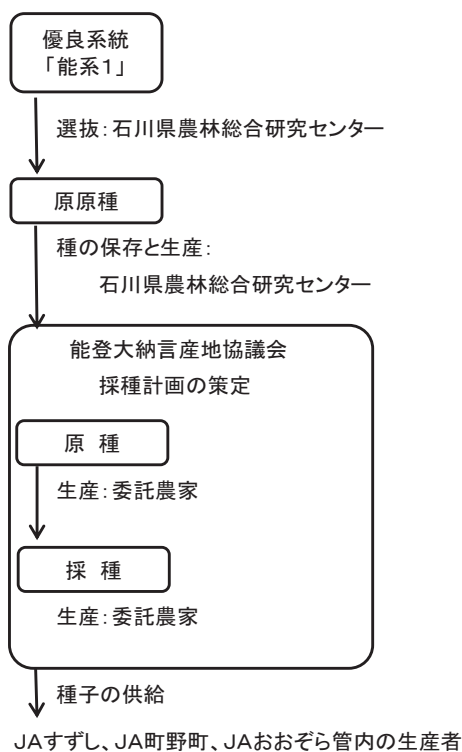 優良系統
「能系１」
選抜：石川県農林総合研究センター
原原種
種の保存と生産：
石川県農林総合研究センター
能登大納言産地協議会
採種計画の策定
原　種
生産：委託農家
採　種
生産：委託農家
種子の供給
JAすずし、JA町野町、JAおおぞら管内の生産者